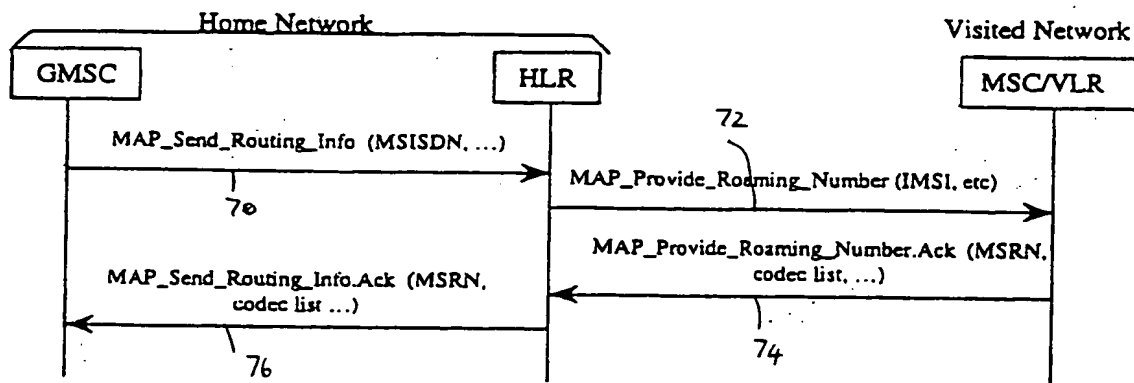 Home Network
Visited Network
GMSC
HLR
MSC/VLR
MAP_Send_Routing_Info (MSISDN, ...)
70
72
MAP_Provide_Roaming_Number (IMSI, etc)
MAP_Provide_Roaming_Number.Ack (MSRN,
codec list, ...)
74
MAP_Send_Routing_Info.Ack (MSRN,
codec list ...)
76